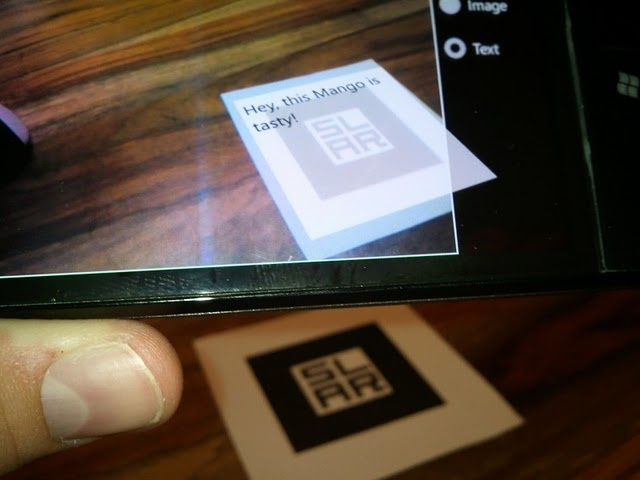 Image
Text
Hey, this Mango is
tasty!
SL
AR
SL
AR